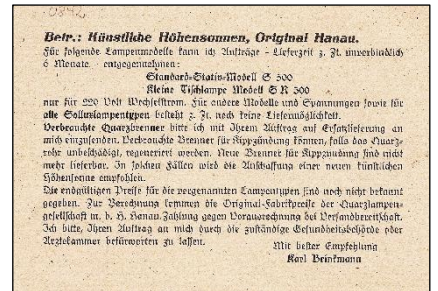 0842
Betr.: Künstliche Höhensonnen, Original Hanau.
Für folgende Lampenmodelle kann ich Aufträge - Lieferzeit z. Zt. unverbindlich
6 Monate - entgegennehmen:
Standard-Stativ-Modell S 500
Kleine Tischlampe Modell S R 300
nur für 220 Volt Wechselstrom. Für andere Modelle und Spannungen sowie für
alle Solluxlampentypen besteht z. Zt. noch keine Liefermöglichkeit.
Verbrauchte Quarzbrenner bitte ich mit Ihrem Auftrag auf Ersatzlieferung an
mich einzusenden. Verbrauchte Brenner für Kippzündung können, falls das Quarz-
rohr unbeschädigt, regeneriert werden. Neue Brenner für Kippzündung sind nicht
mehr lieferbar. In solchen Fällen wird die Anschaffung einer neuen künstlichen
Höhensonne empfohlen.
Die endgültigen Preise für die vorgenannten Lampentypen sind noch nicht bekannt
gegeben. Zur Berechnung kommen die Original-Fabrikpreise der Quarzlampen-
gesellschaft m. b. H. Hanau. Zahlung gegen Vorausrechnung bei Versandbereitschaft.
Ich bitte, Ihren Auftrag an mich durch die zuständige Gesundheitsbehörde oder
Ärztekammer befürworten zu lassen.
Mit bester Empfehlung
Karl Brinkmann